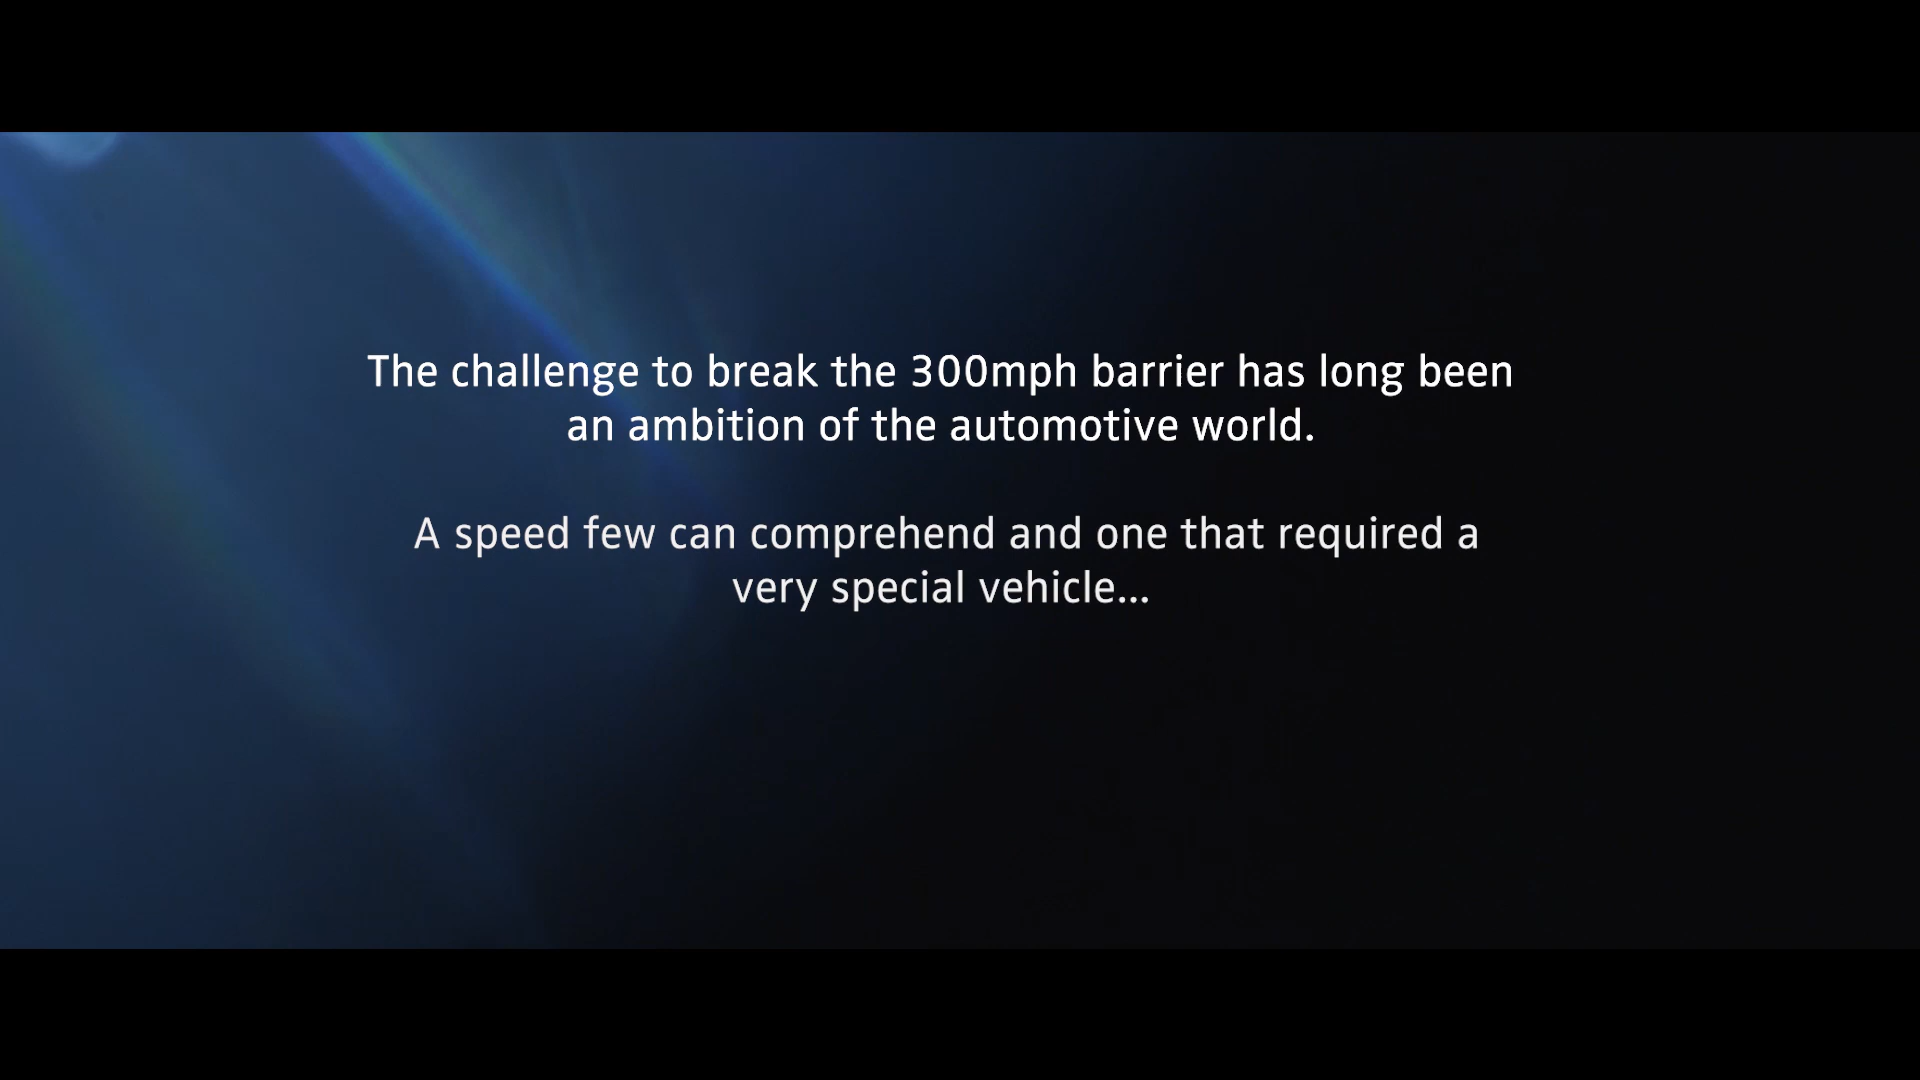 The challenge to break the 300mph barrier has long been
an ambition of the automotive world.
A speed few can comprehend and one that required a
very special vehicle...